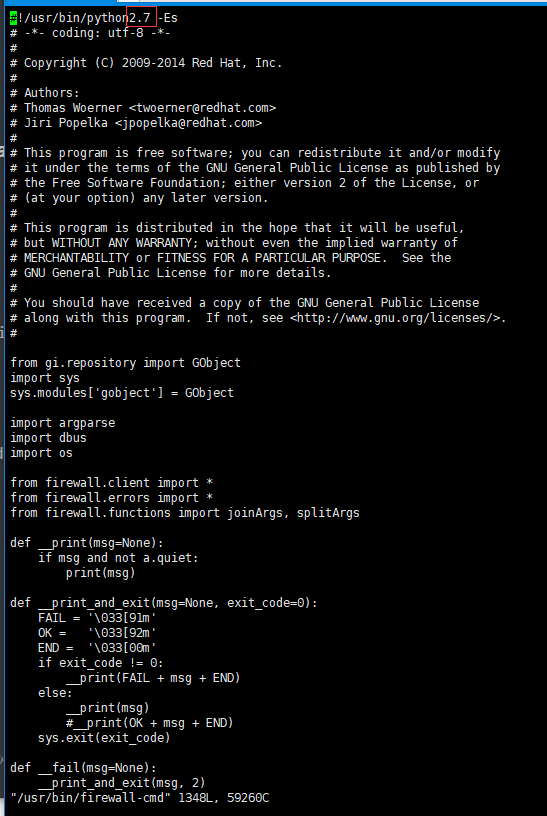 #!/usr/bin/python2.7 -Es
# -*- coding: utf-8 -*-
#
# Copyright (C) 2009-2014 Red Hat, Inc.
#
# Authors:
# Thomas Woerner <twoerner@redhat.com>
# Jiri Popelka <jpopelka@redhat.com>
#
# This program is free software; you can redistribute it and/or modify
# it under the terms of the GNU General Public License as published by
# the Free Software Foundation; either version 2 of the License, or
# (at your option) any later version.
#
# This program is distributed in the hope that it will be useful,
# but WITHOUT ANY WARRANTY; without even the implied warranty of
# MERCHANTABILITY or FITNESS FOR A PARTICULAR PURPOSE.  See the
# GNU General Public License for more details.
#
# You should have received a copy of the GNU General Public License
# along with this program.  If not, see <http://www.gnu.org/licenses/>.
#

from gi.repository import GObject
import sys
sys.modules['gobject'] = GObject

import argparse
import dbus
import os

from firewall.client import *
from firewall.errors import *
from firewall.functions import joinArgs, splitArgs

def __print(msg=None):
    if msg and not a.quiet:
        print(msg)

def __print_and_exit(msg=None, exit_code=0):
    FAIL = '\033[91m'
    OK =   '\033[92m'
    END =  '\033[00m'
    if exit_code != 0:
        __print(FAIL + msg + END)
    else:
        __print(msg)
        #__print(OK + msg + END)
    sys.exit(exit_code)

def __fail(msg=None):
    __print_and_exit(msg, 2)
"/usr/bin/firewall-cmd" 1348L, 59260C